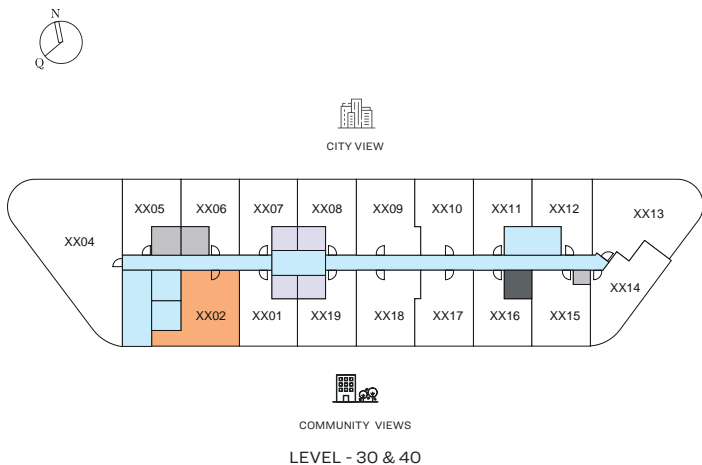 N
Q
CITY VIEW
XX05 XX06 XX07 XX08 XX09 XX10 XX11 XX12
XX13
XX04
XX14
XX02 XX01 XX19 XX18 XX17 XX16 XX15
COMMUNITY VIEWS
LEVEL - 30 & 40